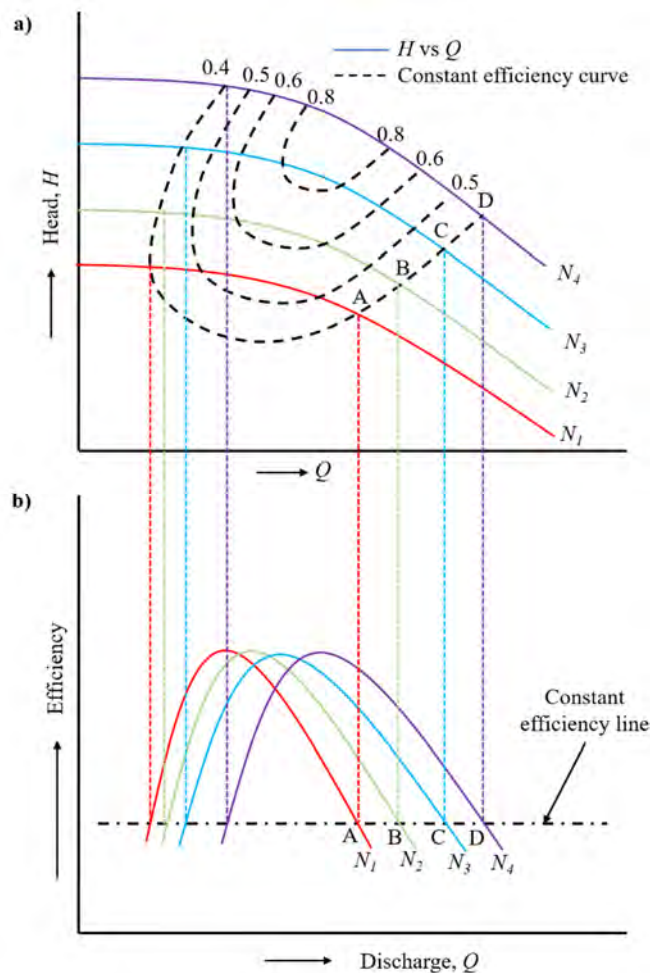 a)
H vs Q
Constant efficiency curve
0.4
0.5
0.6
0.8
0.8
0.6
0.5
D
C
B
A
N₄
N₃
N₂
N₁
Head, H
Q
b)
Efficiency
Constant
efficiency line
A
B
C
D
N₁
N₂
N₃
N₄
Discharge, Q